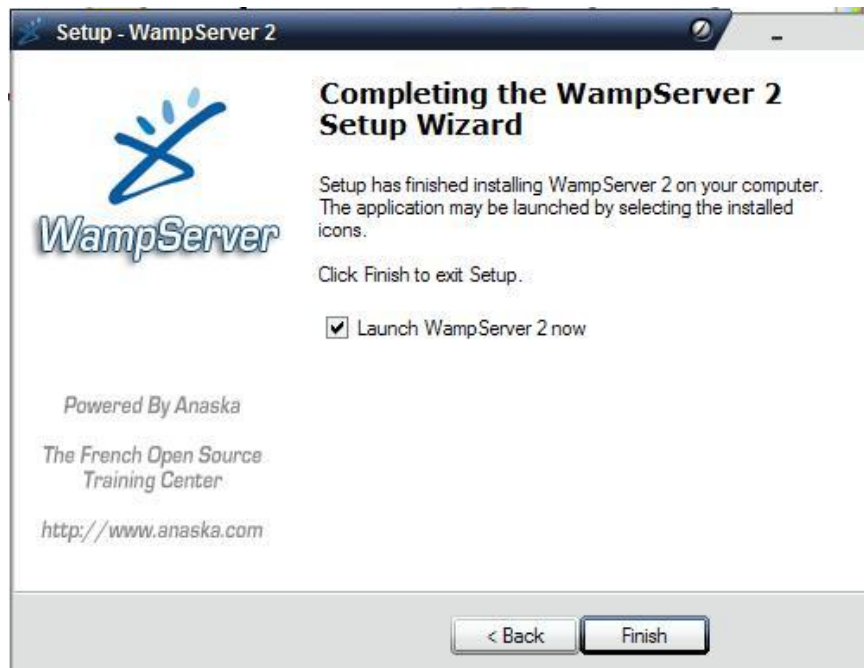 Setup - WampServer 2
Completing the WampServer 2
Setup Wizard
Setup has finished installing WampServer 2 on your computer.
The application may be launched by selecting the installed
icons.
Click Finish to exit Setup.
Launch WampServer 2 now
WampServer
Powered By Anaska
The French Open Source
Training Center
http://www.anaska.com
< Back
Finish